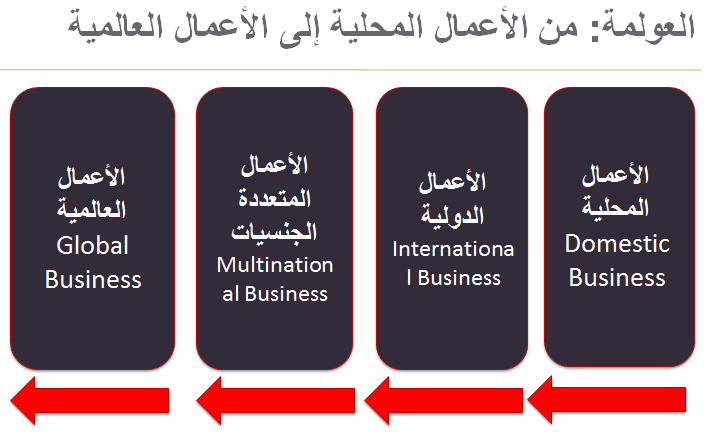 العولمة: من الأعمال المحلية إلى الأعمال العالمية
الأعمال
المحلية
Domestic
Business
الأعمال
الدولية
Internationa
l Business
الأعمال
المتعددة
الجنسيات
Multination
al Business
الأعمال
العالمية
Global
Business